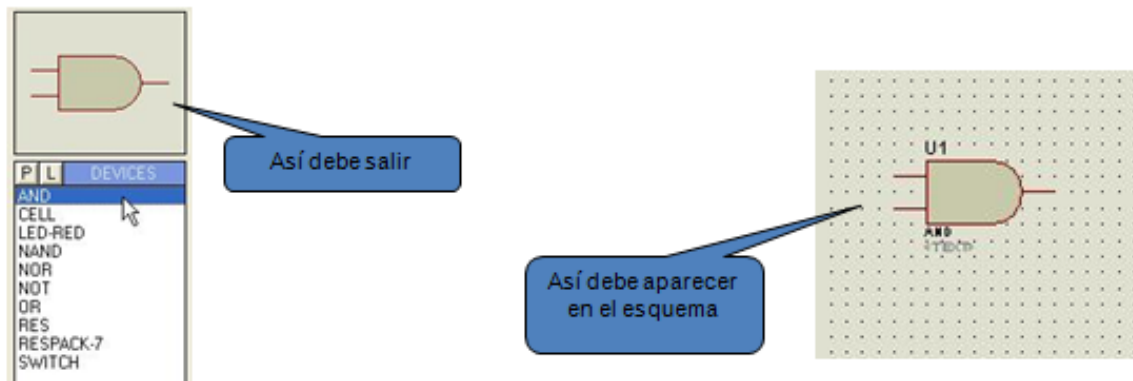 Así debe salir
P L DEVICES
AND
CELL
LED-RED
NAND
NOR
NOT
OR
RES
RESPACK-7
SWITCH
U1
AND
Así debe aparecer
en el esquema